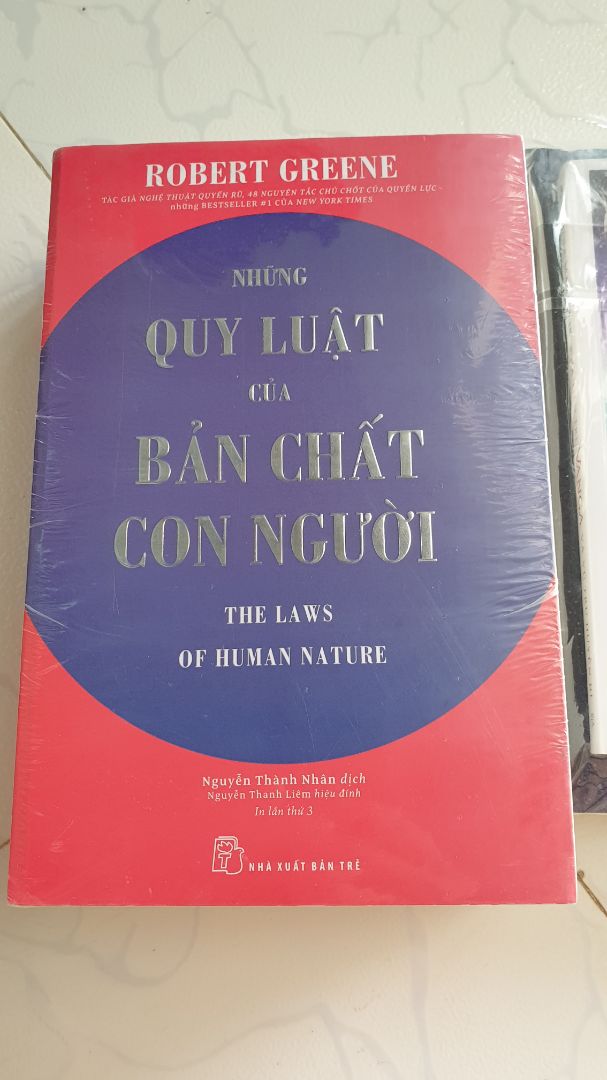 ROBERT GREENE
TÁC GIẢ NGHỆ THUẬT QUYẾN RŨ, 48 NGUYÊN TẮC CHỦ CHỐT CỦA QUYỀN LỰC -
những BESTSELLER #1 CỦA NEW YORK TIMES
NHỮNG
QUY LUẬT
CỦA
BẢN CHẤT
CON NGƯỜI
THE LAWS
OF HUMAN NATURE
Nguyễn Thành Nhân dịch
Nguyễn Thanh Liêm hiệu đính
In lần thứ 3
NHÀ XUẤT BẢN TRẺ